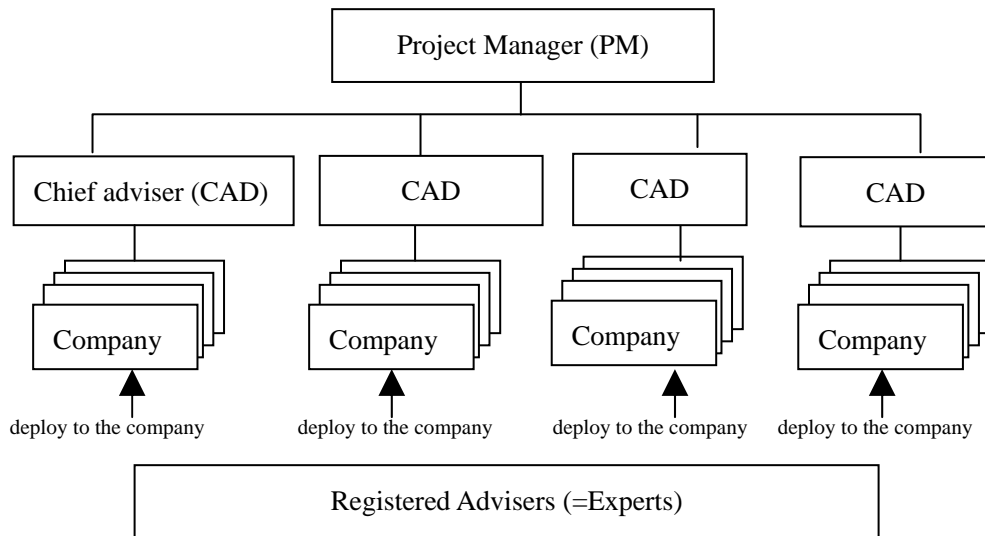 Project Manager (PM)
Chief adviser (CAD)
CAD
CAD
CAD
Company
Company
Company
Company
deploy to the company
deploy to the company
deploy to the company
deploy to the company
Registered Advisers (=Experts)